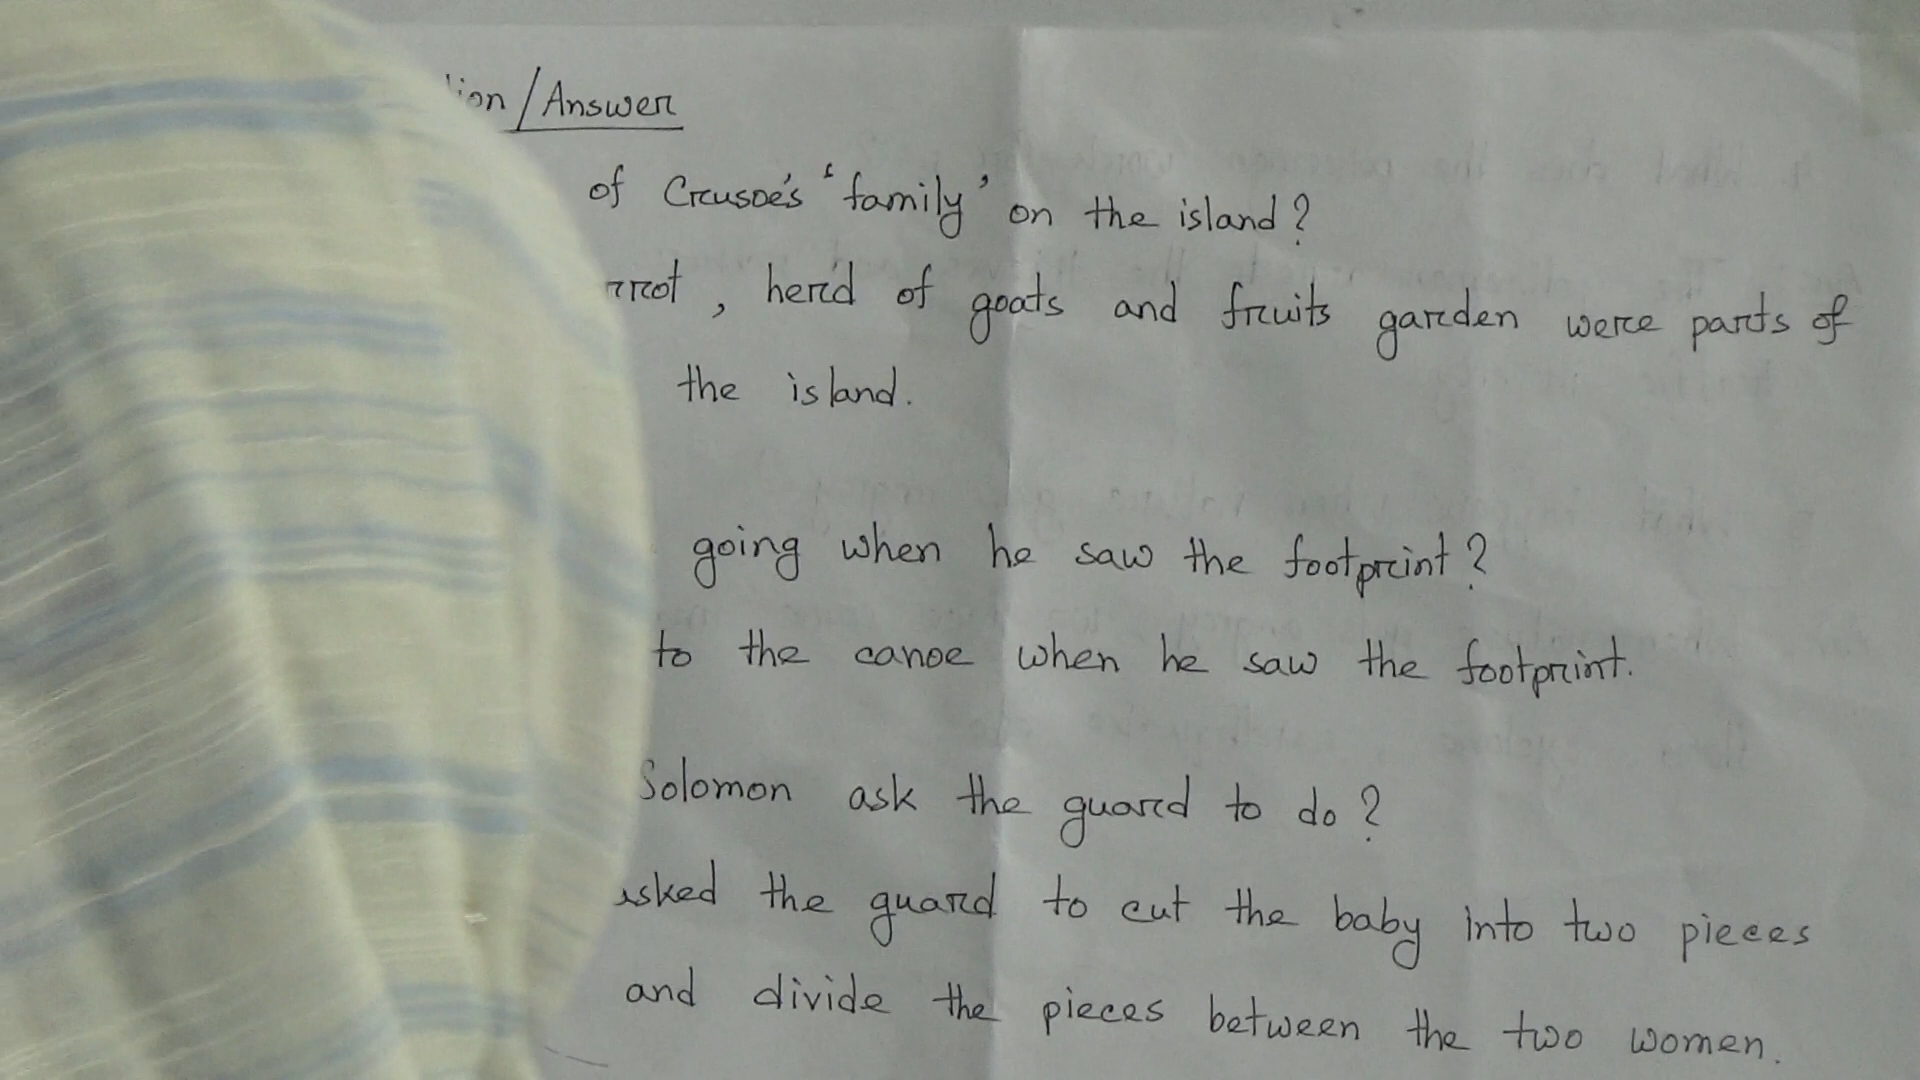 /Answer
of Crusoe's 'family' on the island?
, herd of goats and fruits garden were parts of
the island.
going when he saw the footprint?
to the canoe when he saw the footprint.
Solomon ask the guard to do?
asked the guard to cut the baby into two pieces
and divide the pieces between the two women.